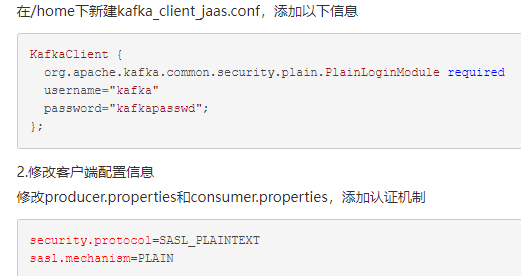 在/home下新建kafka_client_jaas.conf，添加以下信息
KafkaClient {
  org.apache.kafka.common.security.plain.PlainLoginModule required
  username="kafka"
  password="kafkapasswd";
};
2.修改客户端配置信息
修改producer.properties和consumer.properties，添加认证机制
security.protocol=SASL_PLAINTEXT
sasl.mechanism=PLAIN